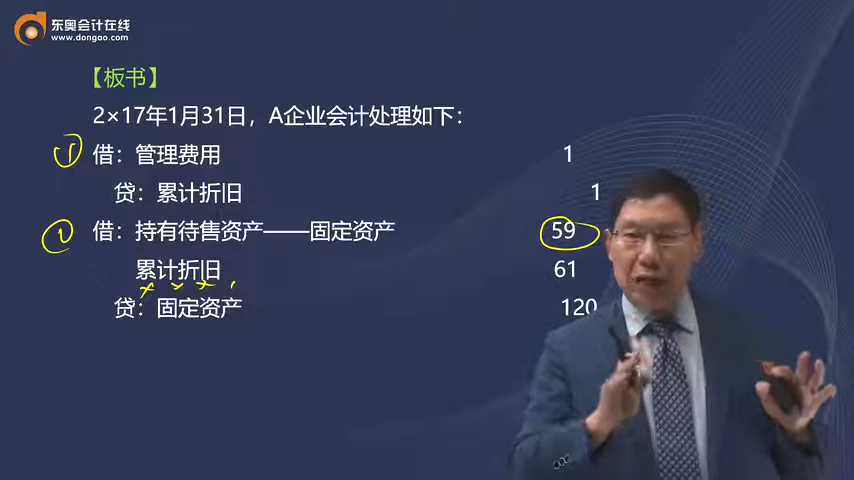 东奥会计在线
www.dongao.com
【板书】
2×17年1月31日，A企业会计处理如下：
① 借：管理费用 1
贷：累计折旧 1
② 借：持有待售资产——固定资产 59
累计折旧 61
贷：固定资产 120